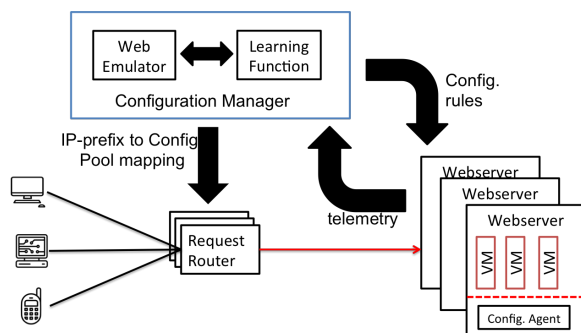 Web
Emulator
Learning
Function
Configuration Manager
Config.
rules
IP-prefix to Config
Pool mapping
telemetry
Webserver
Webserver
Webserver
Request
Router
VM
VM
VM
Config. Agent